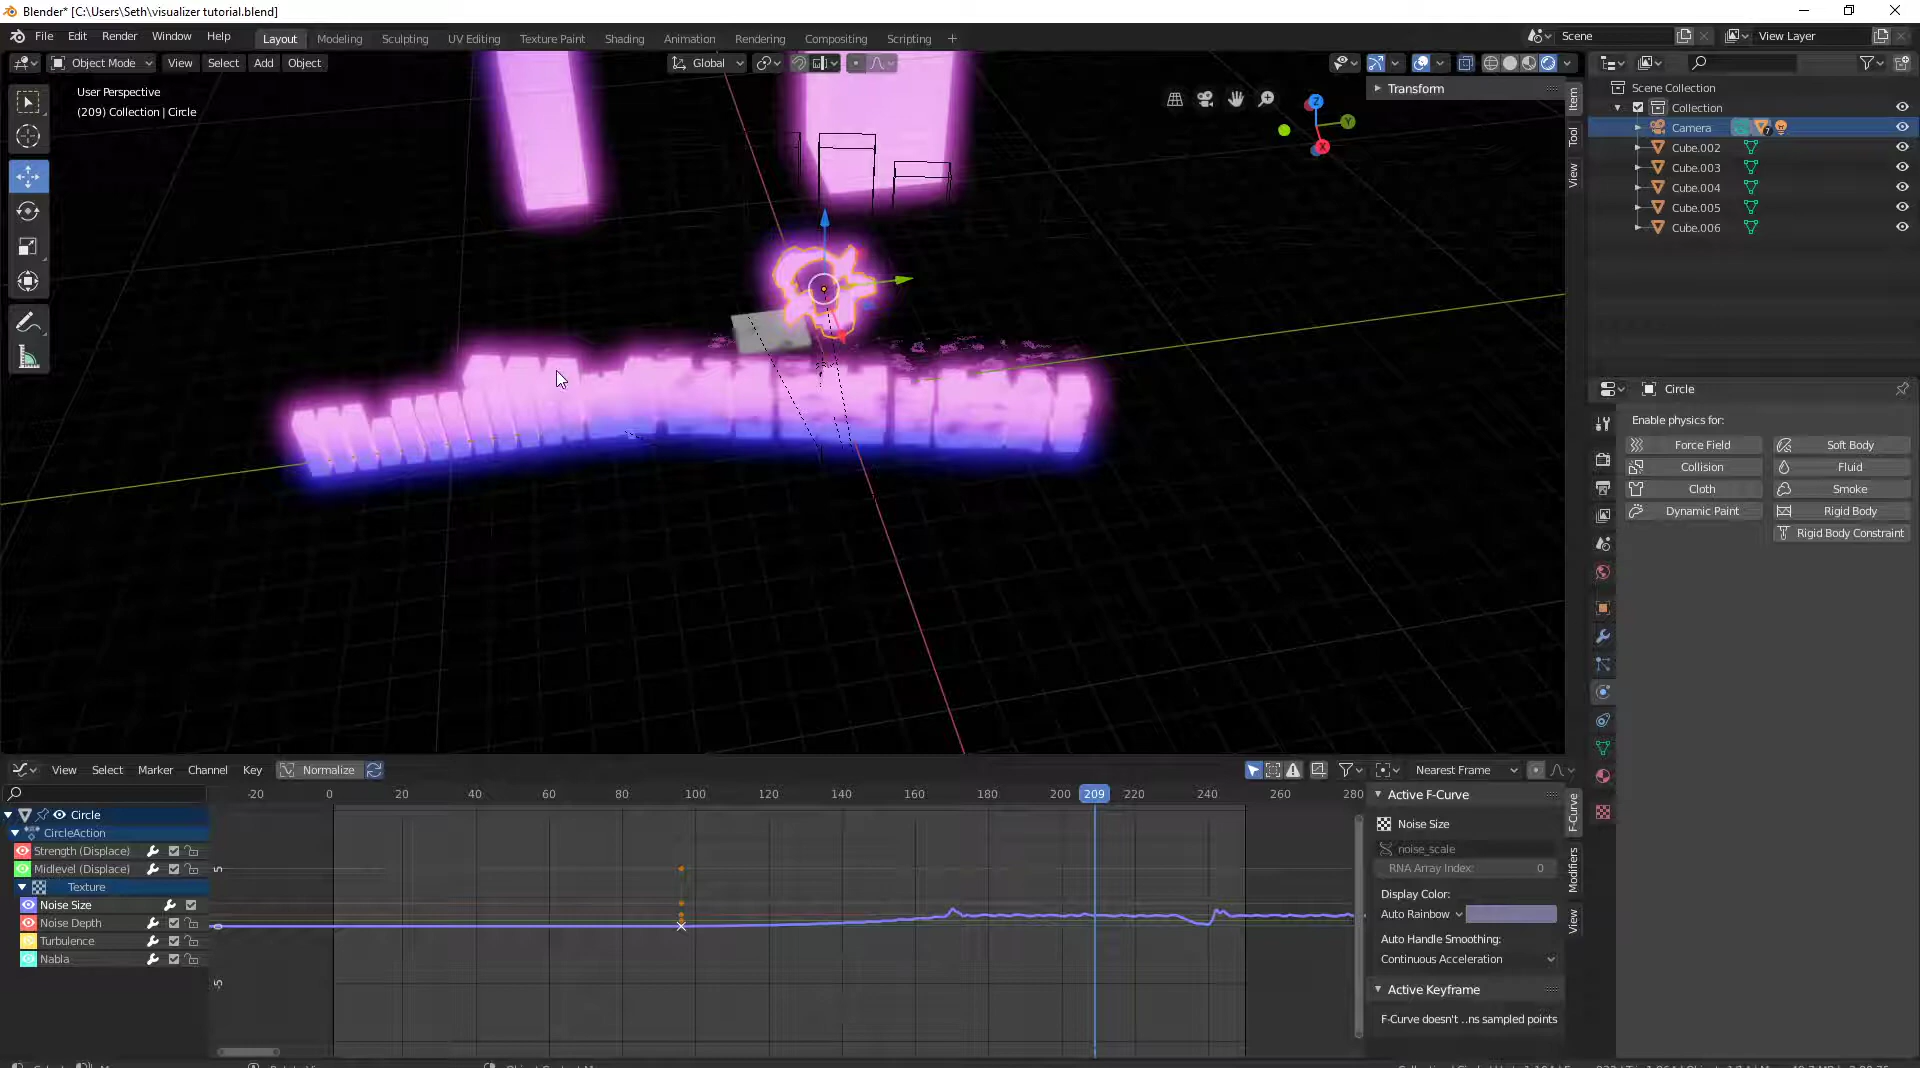 Blender* [C:\Users\Seth\visualizer tutorial.blend]
File Edit Render Window Help
Layout Modeling Sculpting UV Editing Texture Paint Shading Animation Rendering Compositing Scripting +
Scene
View Layer
Object Mode View Select Add Object
Global
User Perspective
(209) Collection | Circle
Transform
Item
Tool
View
Z
Y
X
Scene Collection
Collection
Camera 7
Cube.002
Cube.003
Cube.004
Cube.005
Cube.006
Circle
Enable physics for:
Force Field Soft Body
Collision Fluid
Cloth Smoke
Dynamic Paint Rigid Body
Rigid Body Constraint
View Select Marker Channel Key Normalize
Nearest Frame
-20 0 20 40 60 80 100 120 140 160 180 200 209 220 240 260 280
5
0
-5
Circle
CircleAction
Strength (Displace)
Midlevel (Displace)
Texture
Noise Size
Noise Depth
Turbulence
Nabla
Active F-Curve
Noise Size
noise_scale
RNA Array Index: 0
Display Color:
Auto Rainbow
Auto Handle Smoothing:
Continuous Acceleration
Active Keyframe
F-Curve doesn't ..ns sampled points
F-Curve
Modifiers
View